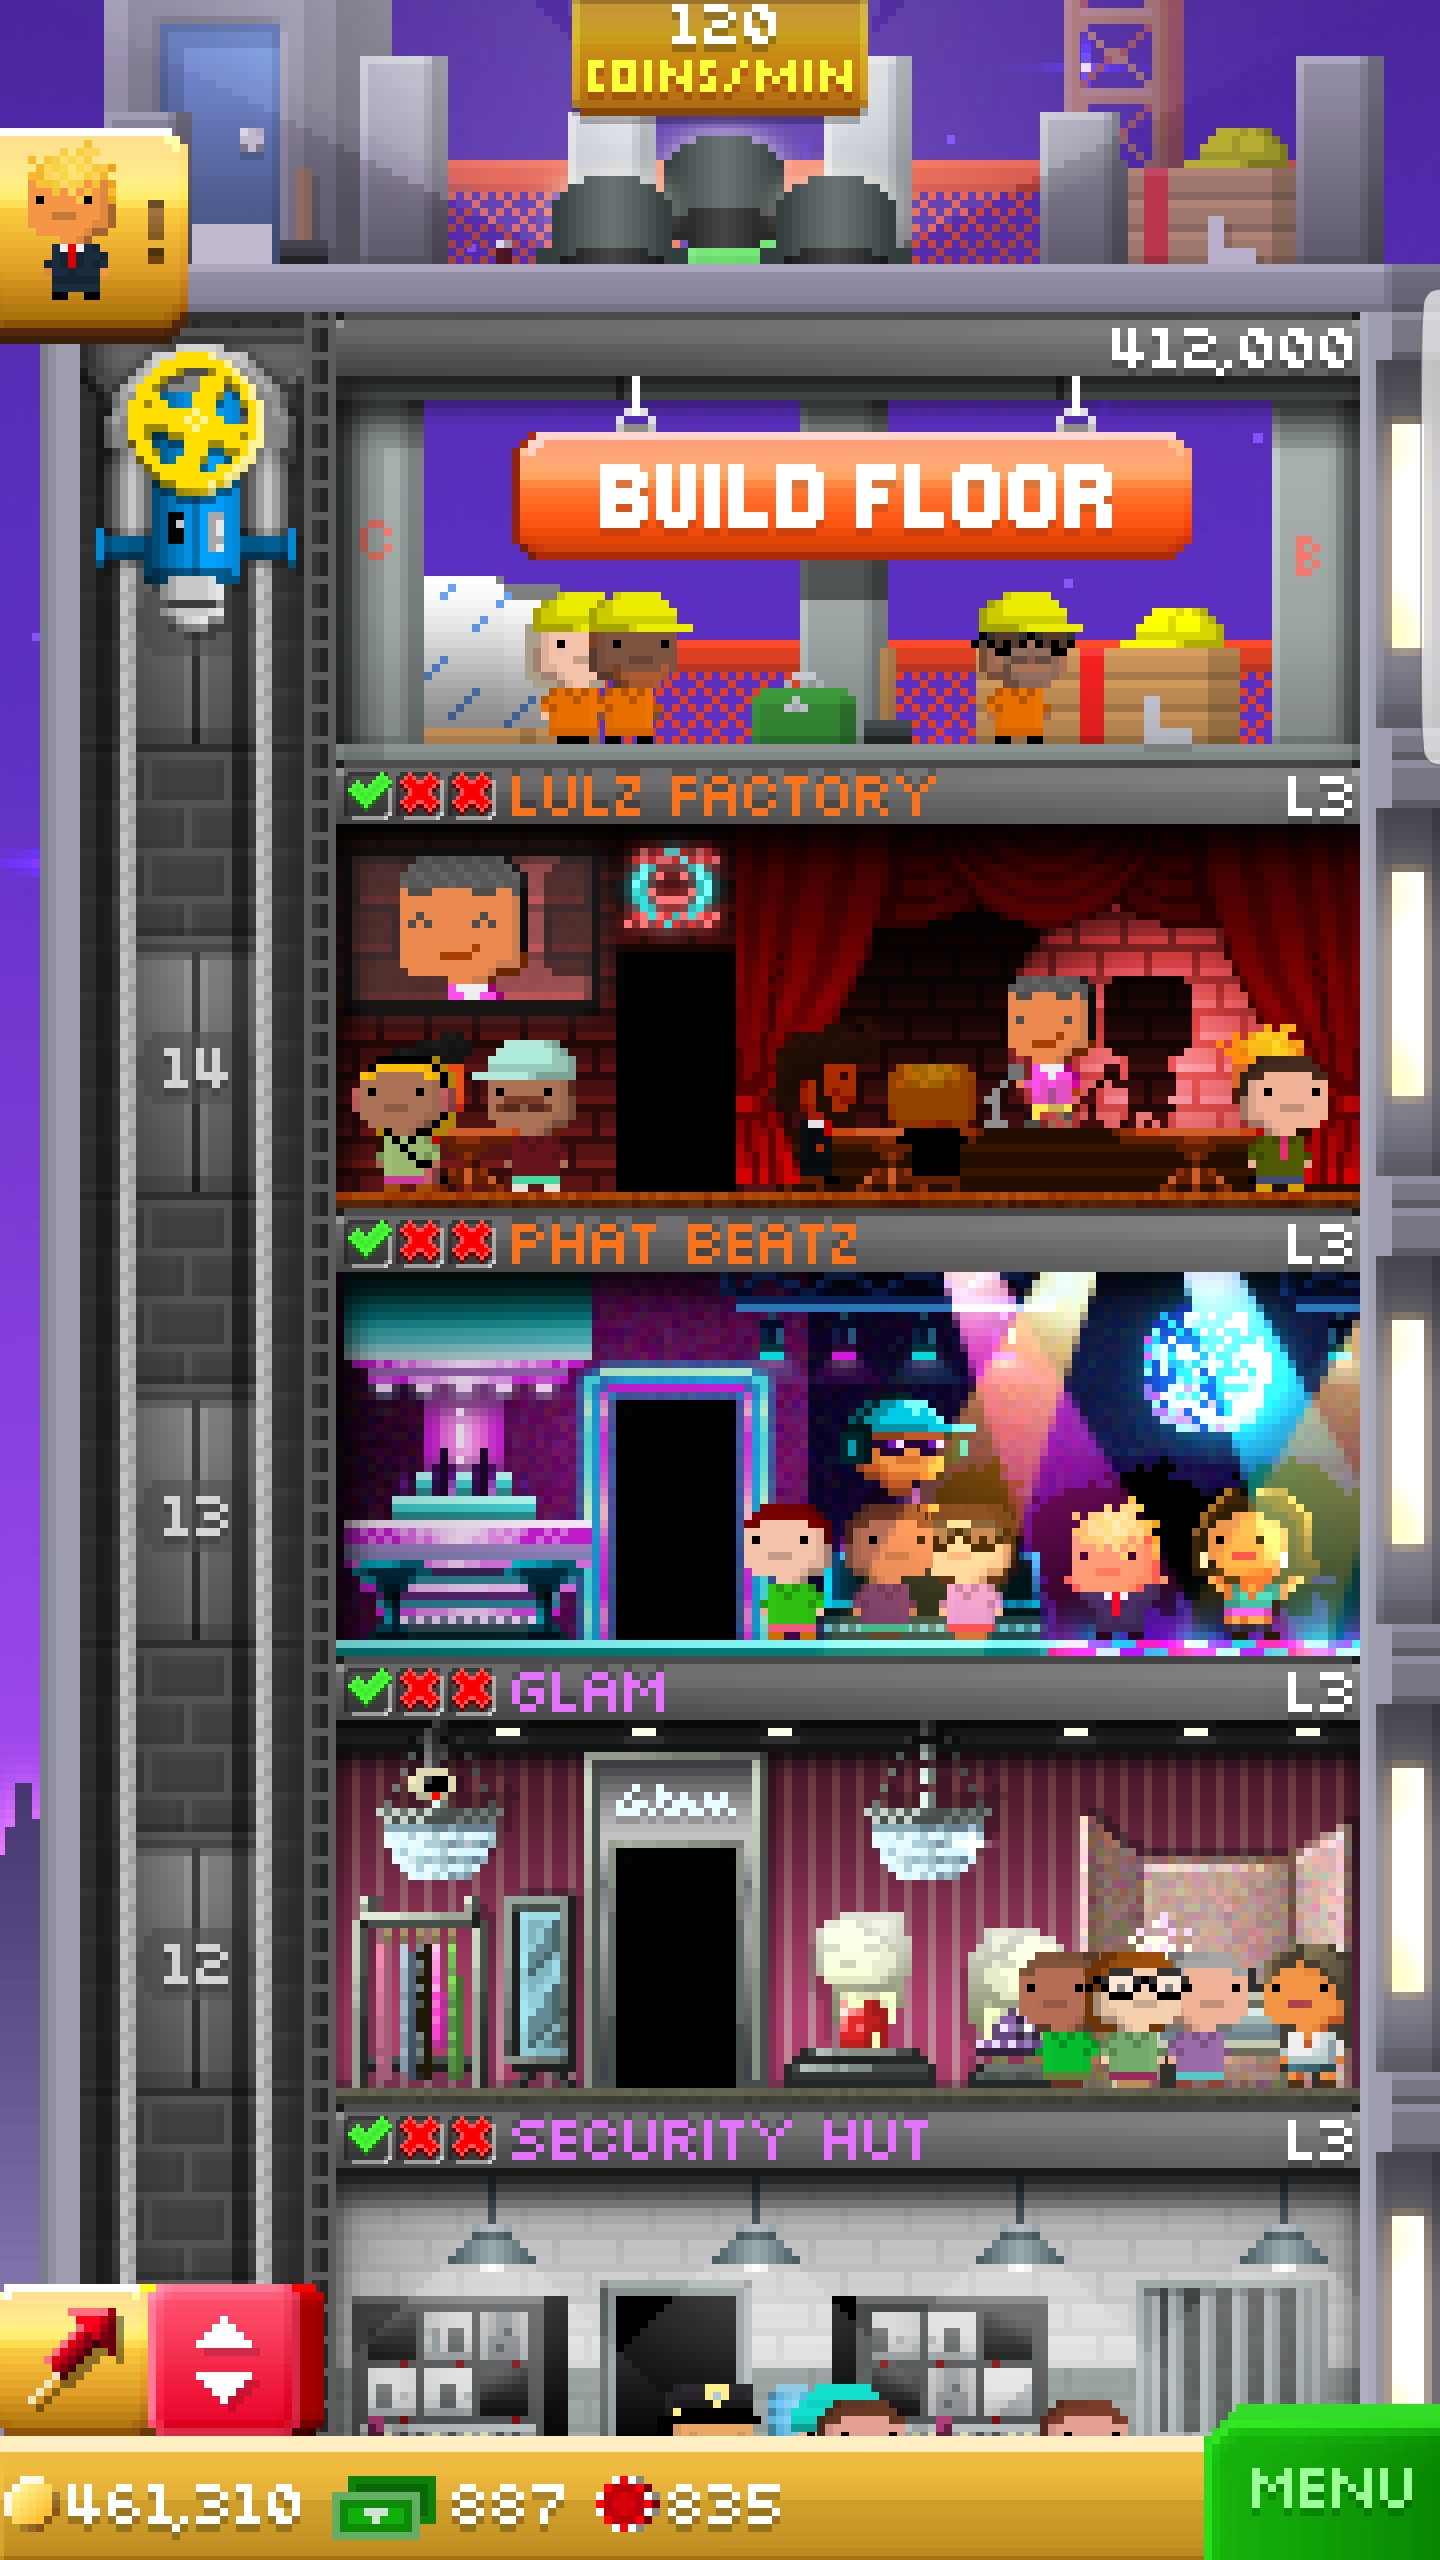 120
COINS/MIN
!
412,000
BUILD FLOOR
C
B
LULZ FACTORY L3
14
PHAT BEATZ L3
13
GLAM L3
Glam
12
SECURITY HUT L3
461,310 887 835
MENU